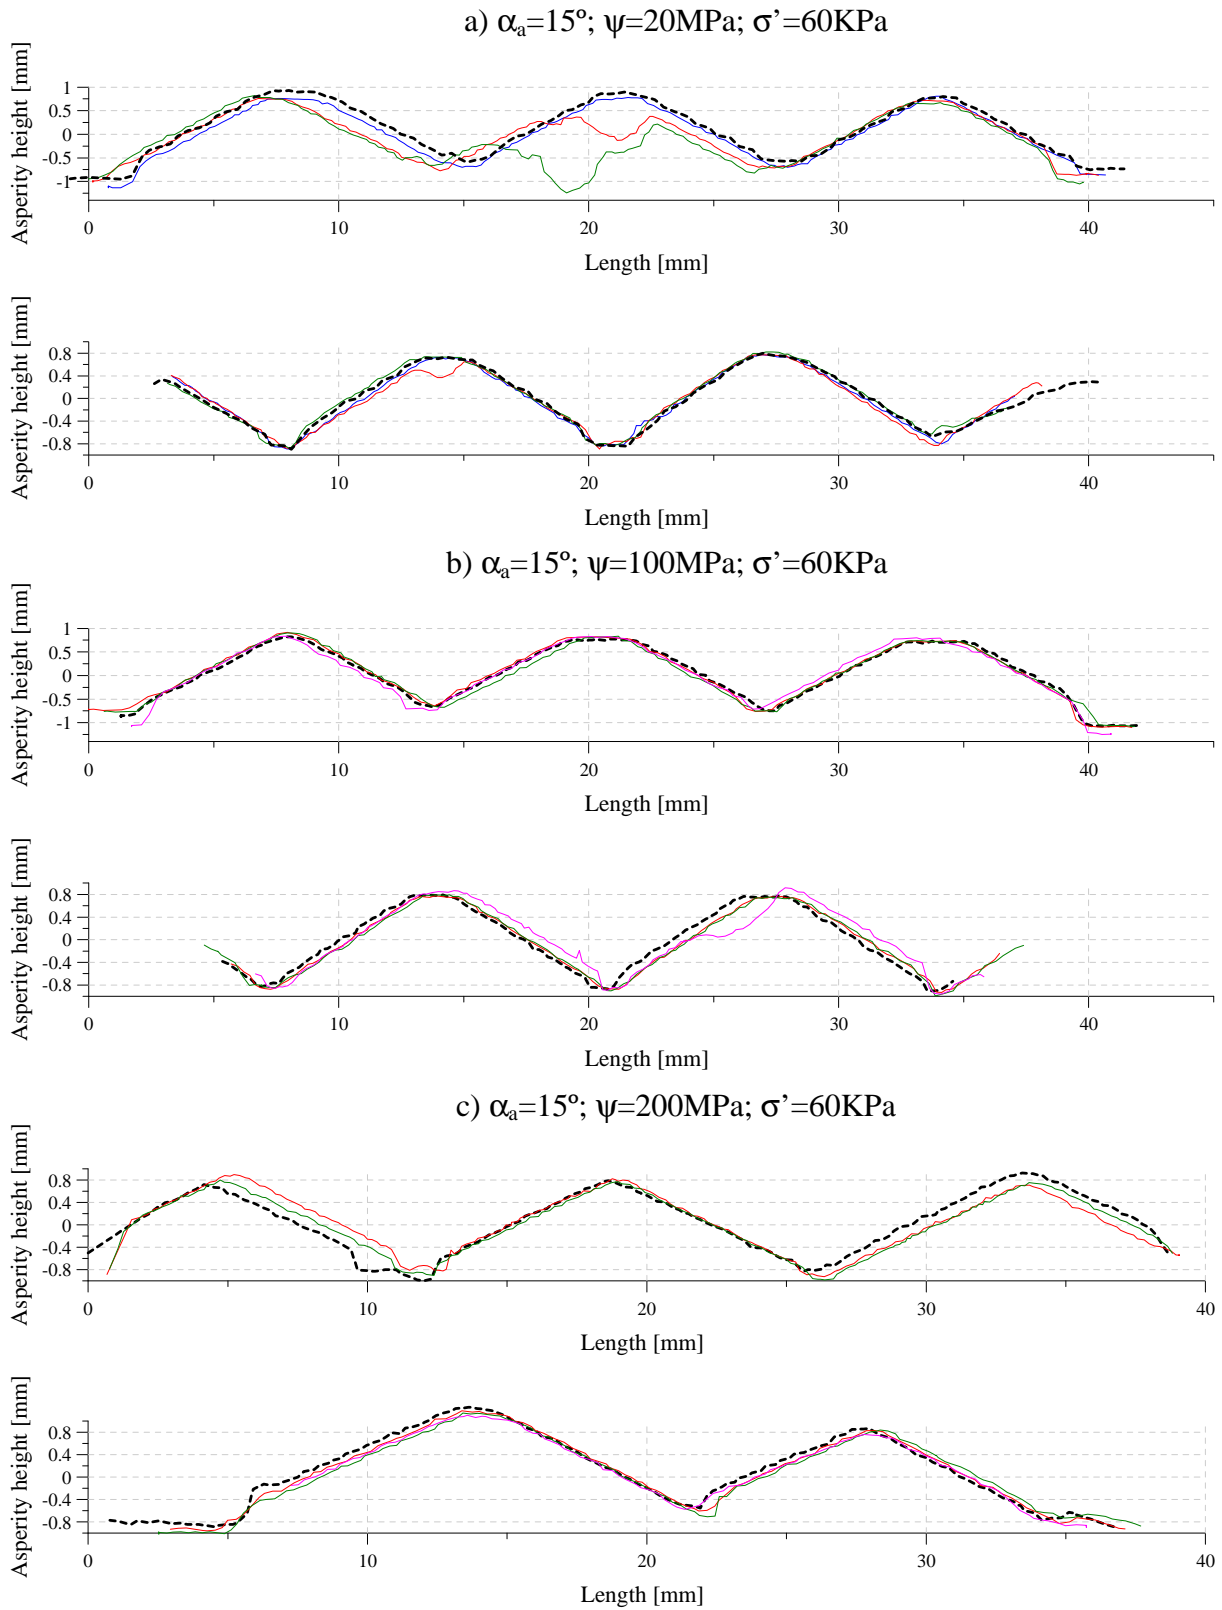 a) αₐ=15º; ψ=20MPa; σ’=60KPa
Asperity height [mm]
1
0.5
0
-0.5
-1
0 10 20 30 40
Length [mm]
Asperity height [mm]
0.8
0.4
0
-0.4
-0.8
0 10 20 30 40
Length [mm]
b) αₐ=15º; ψ=100MPa; σ’=60KPa
Asperity height [mm]
1
0.5
0
-0.5
-1
0 10 20 30 40
Length [mm]
Asperity height [mm]
0.8
0.4
0
-0.4
-0.8
0 10 20 30 40
Length [mm]
c) αₐ=15º; ψ=200MPa; σ’=60KPa
Asperity height [mm]
0.8
0.4
0
-0.4
-0.8
0 10 20 30 40
Length [mm]
Asperity height [mm]
0.8
0.4
0
-0.4
-0.8
0 10 20 30 40
Length [mm]